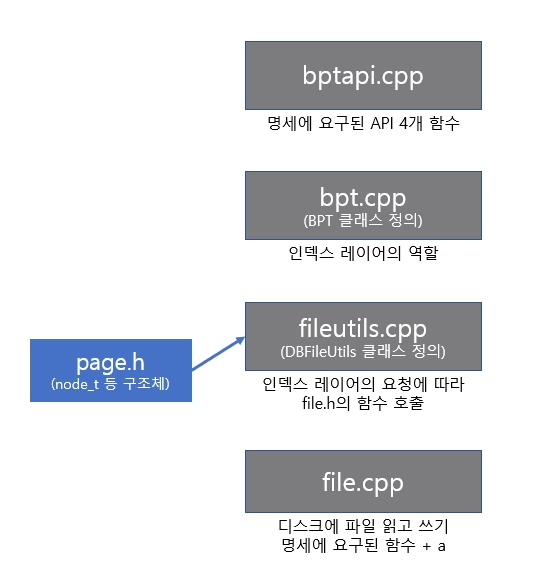 bptapi.cpp
명세에 요구된 API 4개 함수
bpt.cpp
(BPT 클래스 정의)
인덱스 레이어의 역할
fileutils.cpp
(DBFileUtils 클래스 정의)
page.h
(node_t 등 구조체)
인덱스 레이어의 요청에 따라
file.h의 함수 호출
file.cpp
디스크에 파일 읽고 쓰기
명세에 요구된 함수 + a